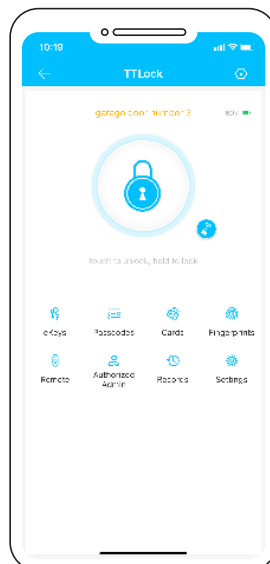 10:19
TTLock
garage door number 3
80%
touch to unlock, hold to lock
eKeys
Passcodes
Cards
Fingerprints
Remote
Authorized
Admin
Records
Settings